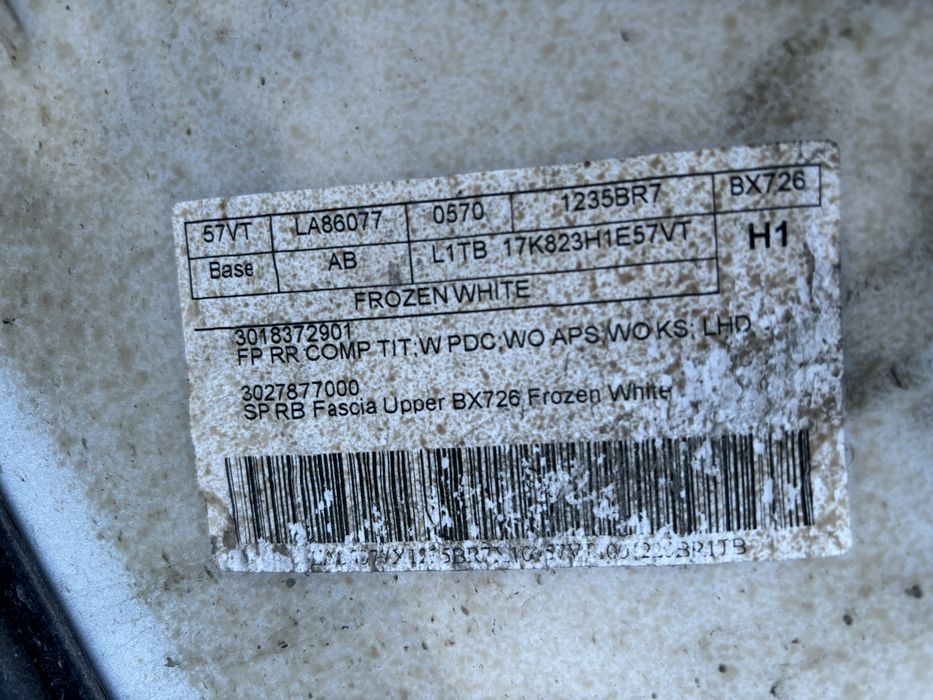 57VT LA86077 0570 1235BR7 BX726
Base AB L1TB 17K823H1E57VT H1
FROZEN WHITE
3018372901
FP RR COMP TIT;W PDC;WO APS;WO KS; LHD
3027877000
SP RB Fascia Upper BX726 Frozen White